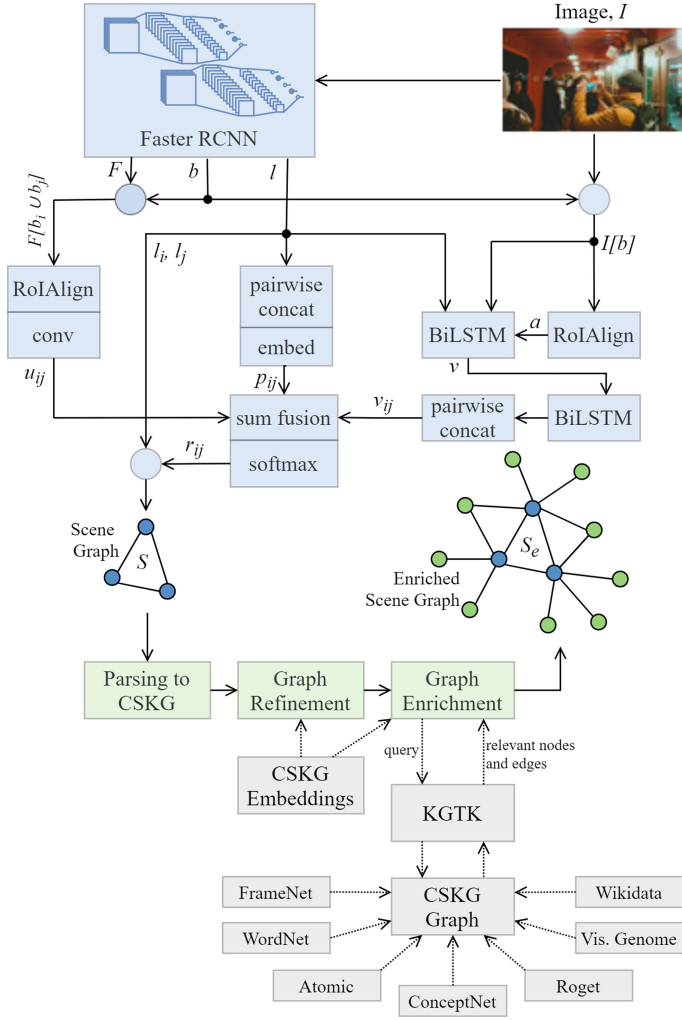 Image, I
Faster RCNN
F
b
l
F[bᵢ ∪ bⱼ]
lᵢ, lⱼ
I[b]
RoIAlign
conv
pairwise
concat
embed
BiLSTM
a
RoIAlign
uᵢⱼ
pᵢⱼ
v
sum fusion
softmax
vᵢⱼ
pairwise
concat
BiLSTM
rᵢⱼ
Scene
Graph
S
Sₑ
Enriched
Scene Graph
Parsing to
CSKG
Graph
Refinement
Graph
Enrichment
CSKG
Embeddings
query
relevant nodes
and edges
KGTK
CSKG
Graph
FrameNet
WordNet
Atomic
ConceptNet
Roget
Vis. Genome
Wikidata